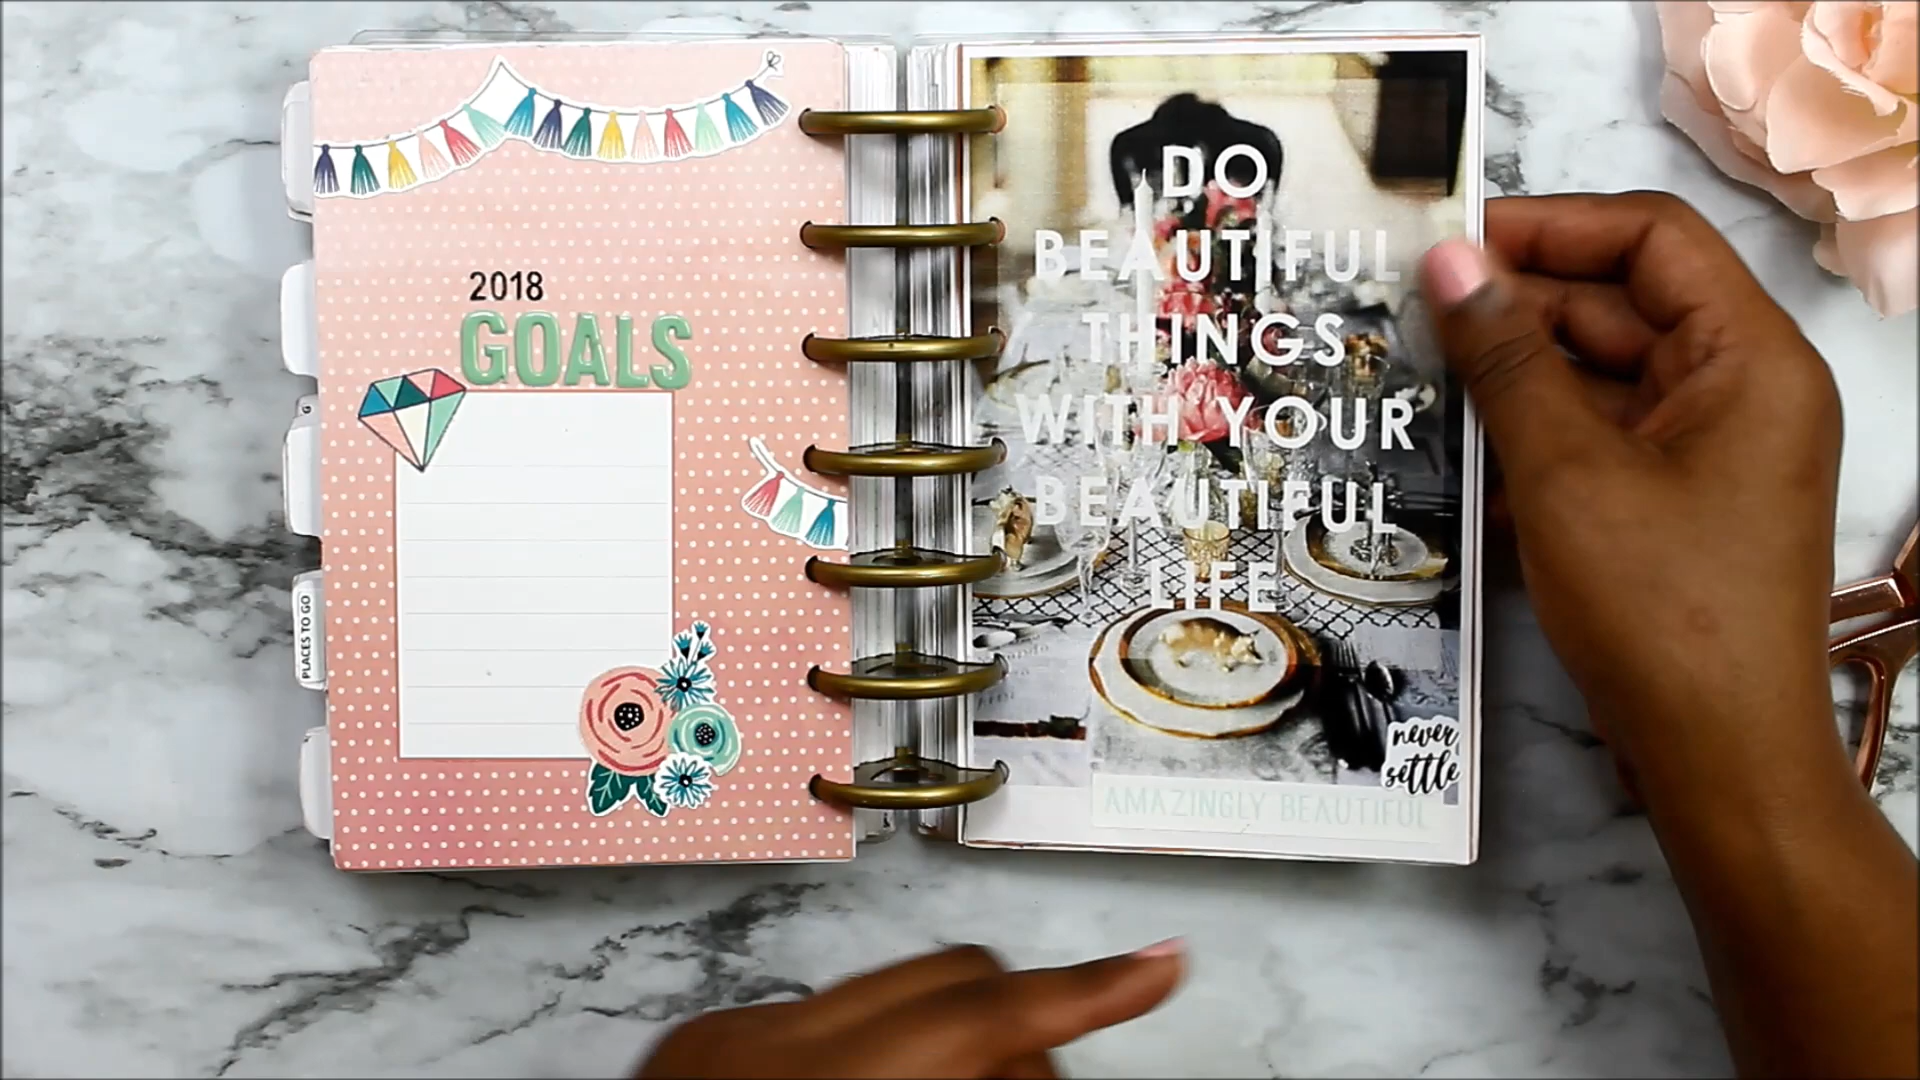 2018
GOALS
PLACES TO GO
G
DO
BEAUTIFUL
THINGS
WITH YOUR
BEAUTIFUL
LIFE
never
settle
AMAZINGLY BEAUTIFUL